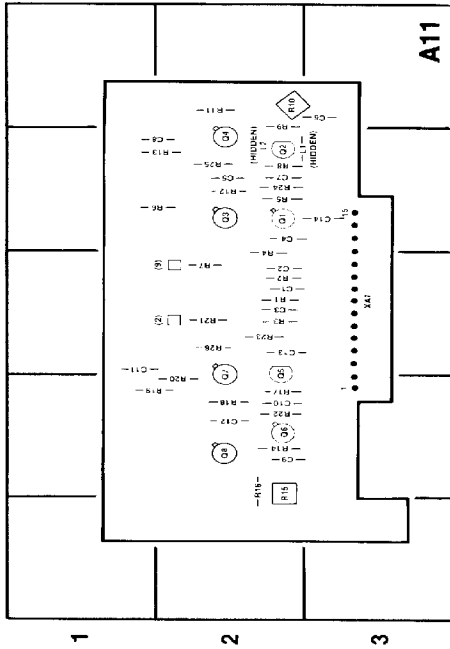 A11
R11
R10
C6
Q4
R9
C8
R13
(HIDDEN)
L2
Q2
L1
(HIDDEN)
R25
R8
C5
C7
R12
R24
R5
R6
Q3
Q1
C14
15
C4
R4
(9)
R7
C2
R2
C1
R1
XA7
C3
(2)
R21
R3
R23
R26
C13
C11
R20
Q7
Q5
1
R19
R17
R18
C10
R22
C12
Q6
Q8
R14
C9
R16
R15
1
2
3